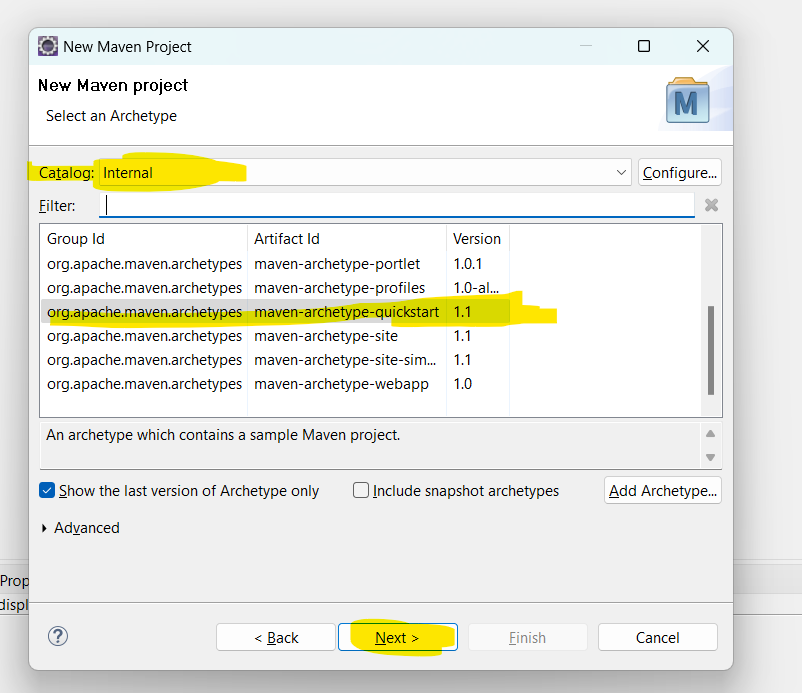 New Maven Project
New Maven project
Select an Archetype
M
Catalog: Internal Configure...
Filter:
Group Id Artifact Id Version
org.apache.maven.archetypes maven-archetype-portlet 1.0.1
org.apache.maven.archetypes maven-archetype-profiles 1.0-al...
org.apache.maven.archetypes maven-archetype-quickstart 1.1
org.apache.maven.archetypes maven-archetype-site 1.1
org.apache.maven.archetypes maven-archetype-site-sim... 1.1
org.apache.maven.archetypes maven-archetype-webapp 1.0
An archetype which contains a sample Maven project.
Show the last version of Archetype only Include snapshot archetypes Add Archetype...
Advanced
Prop
displ
? < Back Next > Finish Cancel